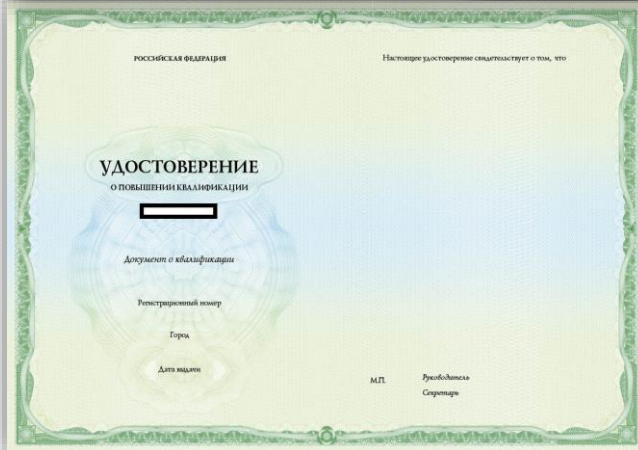 РОССИЙСКАЯ ФЕДЕРАЦИЯ
УДОСТОВЕРЕНИЕ
О ПОВЫШЕНИИ КВАЛИФИКАЦИИ
Документ о квалификации
Регистрационный номер
Город
Дата выдачи
Настоящее удостоверение свидетельствует о том, что
М.П.
Руководитель
Секретарь